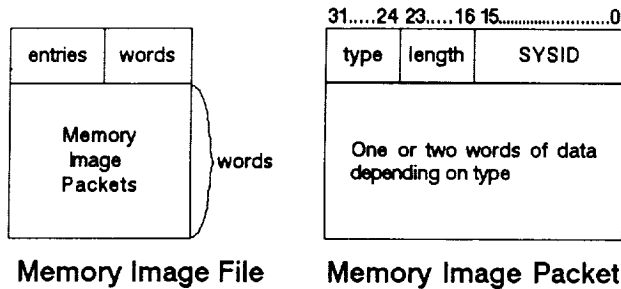 31.....24 23.....16 15........................0
entries words
type length SYSID
Memory
Image
Packets
words
One or two words of data
depending on type
Memory Image File
Memory Image Packet